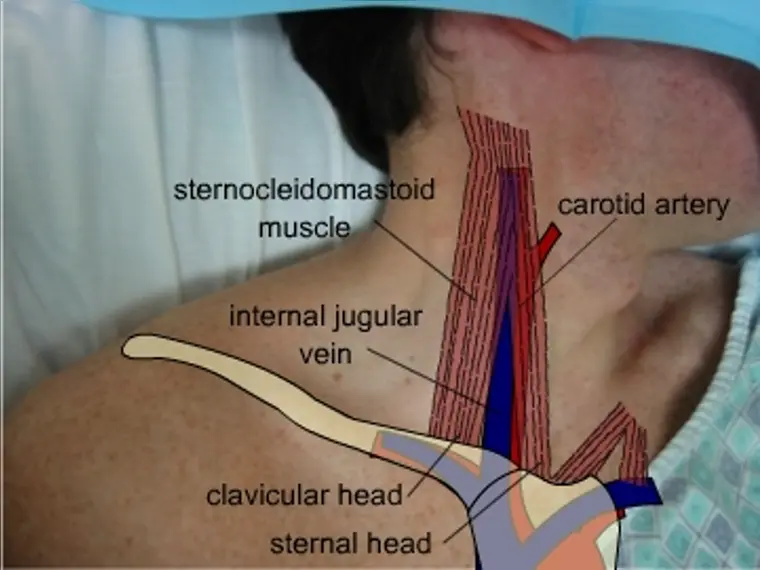 sternocleidomastoid
muscle
carotid artery
internal jugular
vein
clavicular head
sternal head